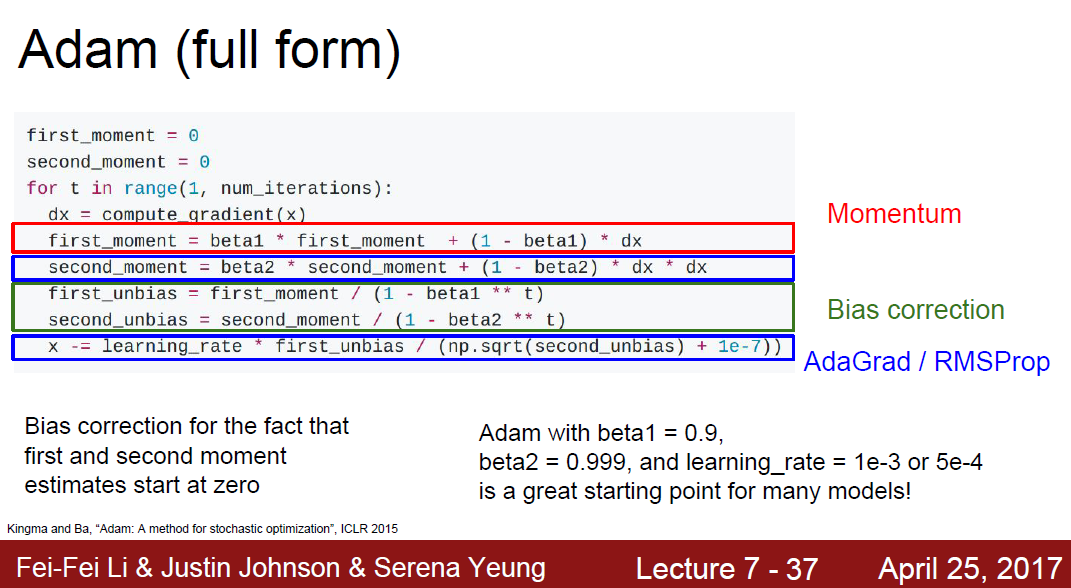 Adam (full form)
first_moment = 0
second_moment = 0
for t in range(1, num_iterations):
dx = compute_gradient(x)
first_moment = beta1 * first_moment + (1 - beta1) * dx
second_moment = beta2 * second_moment + (1 - beta2) * dx * dx
first_unbias = first_moment / (1 - beta1 ** t)
second_unbias = second_moment / (1 - beta2 ** t)
x -= learning_rate * first_unbias / (np.sqrt(second_unbias) + 1e-7))
Momentum
Bias correction
AdaGrad / RMSProp
Bias correction for the fact that
first and second moment
estimates start at zero
Adam with beta1 = 0.9,
beta2 = 0.999, and learning_rate = 1e-3 or 5e-4
is a great starting point for many models!
Kingma and Ba, “Adam: A method for stochastic optimization”, ICLR 2015
Fei-Fei Li & Justin Johnson & Serena Yeung
Lecture 7 - 37
April 25, 2017